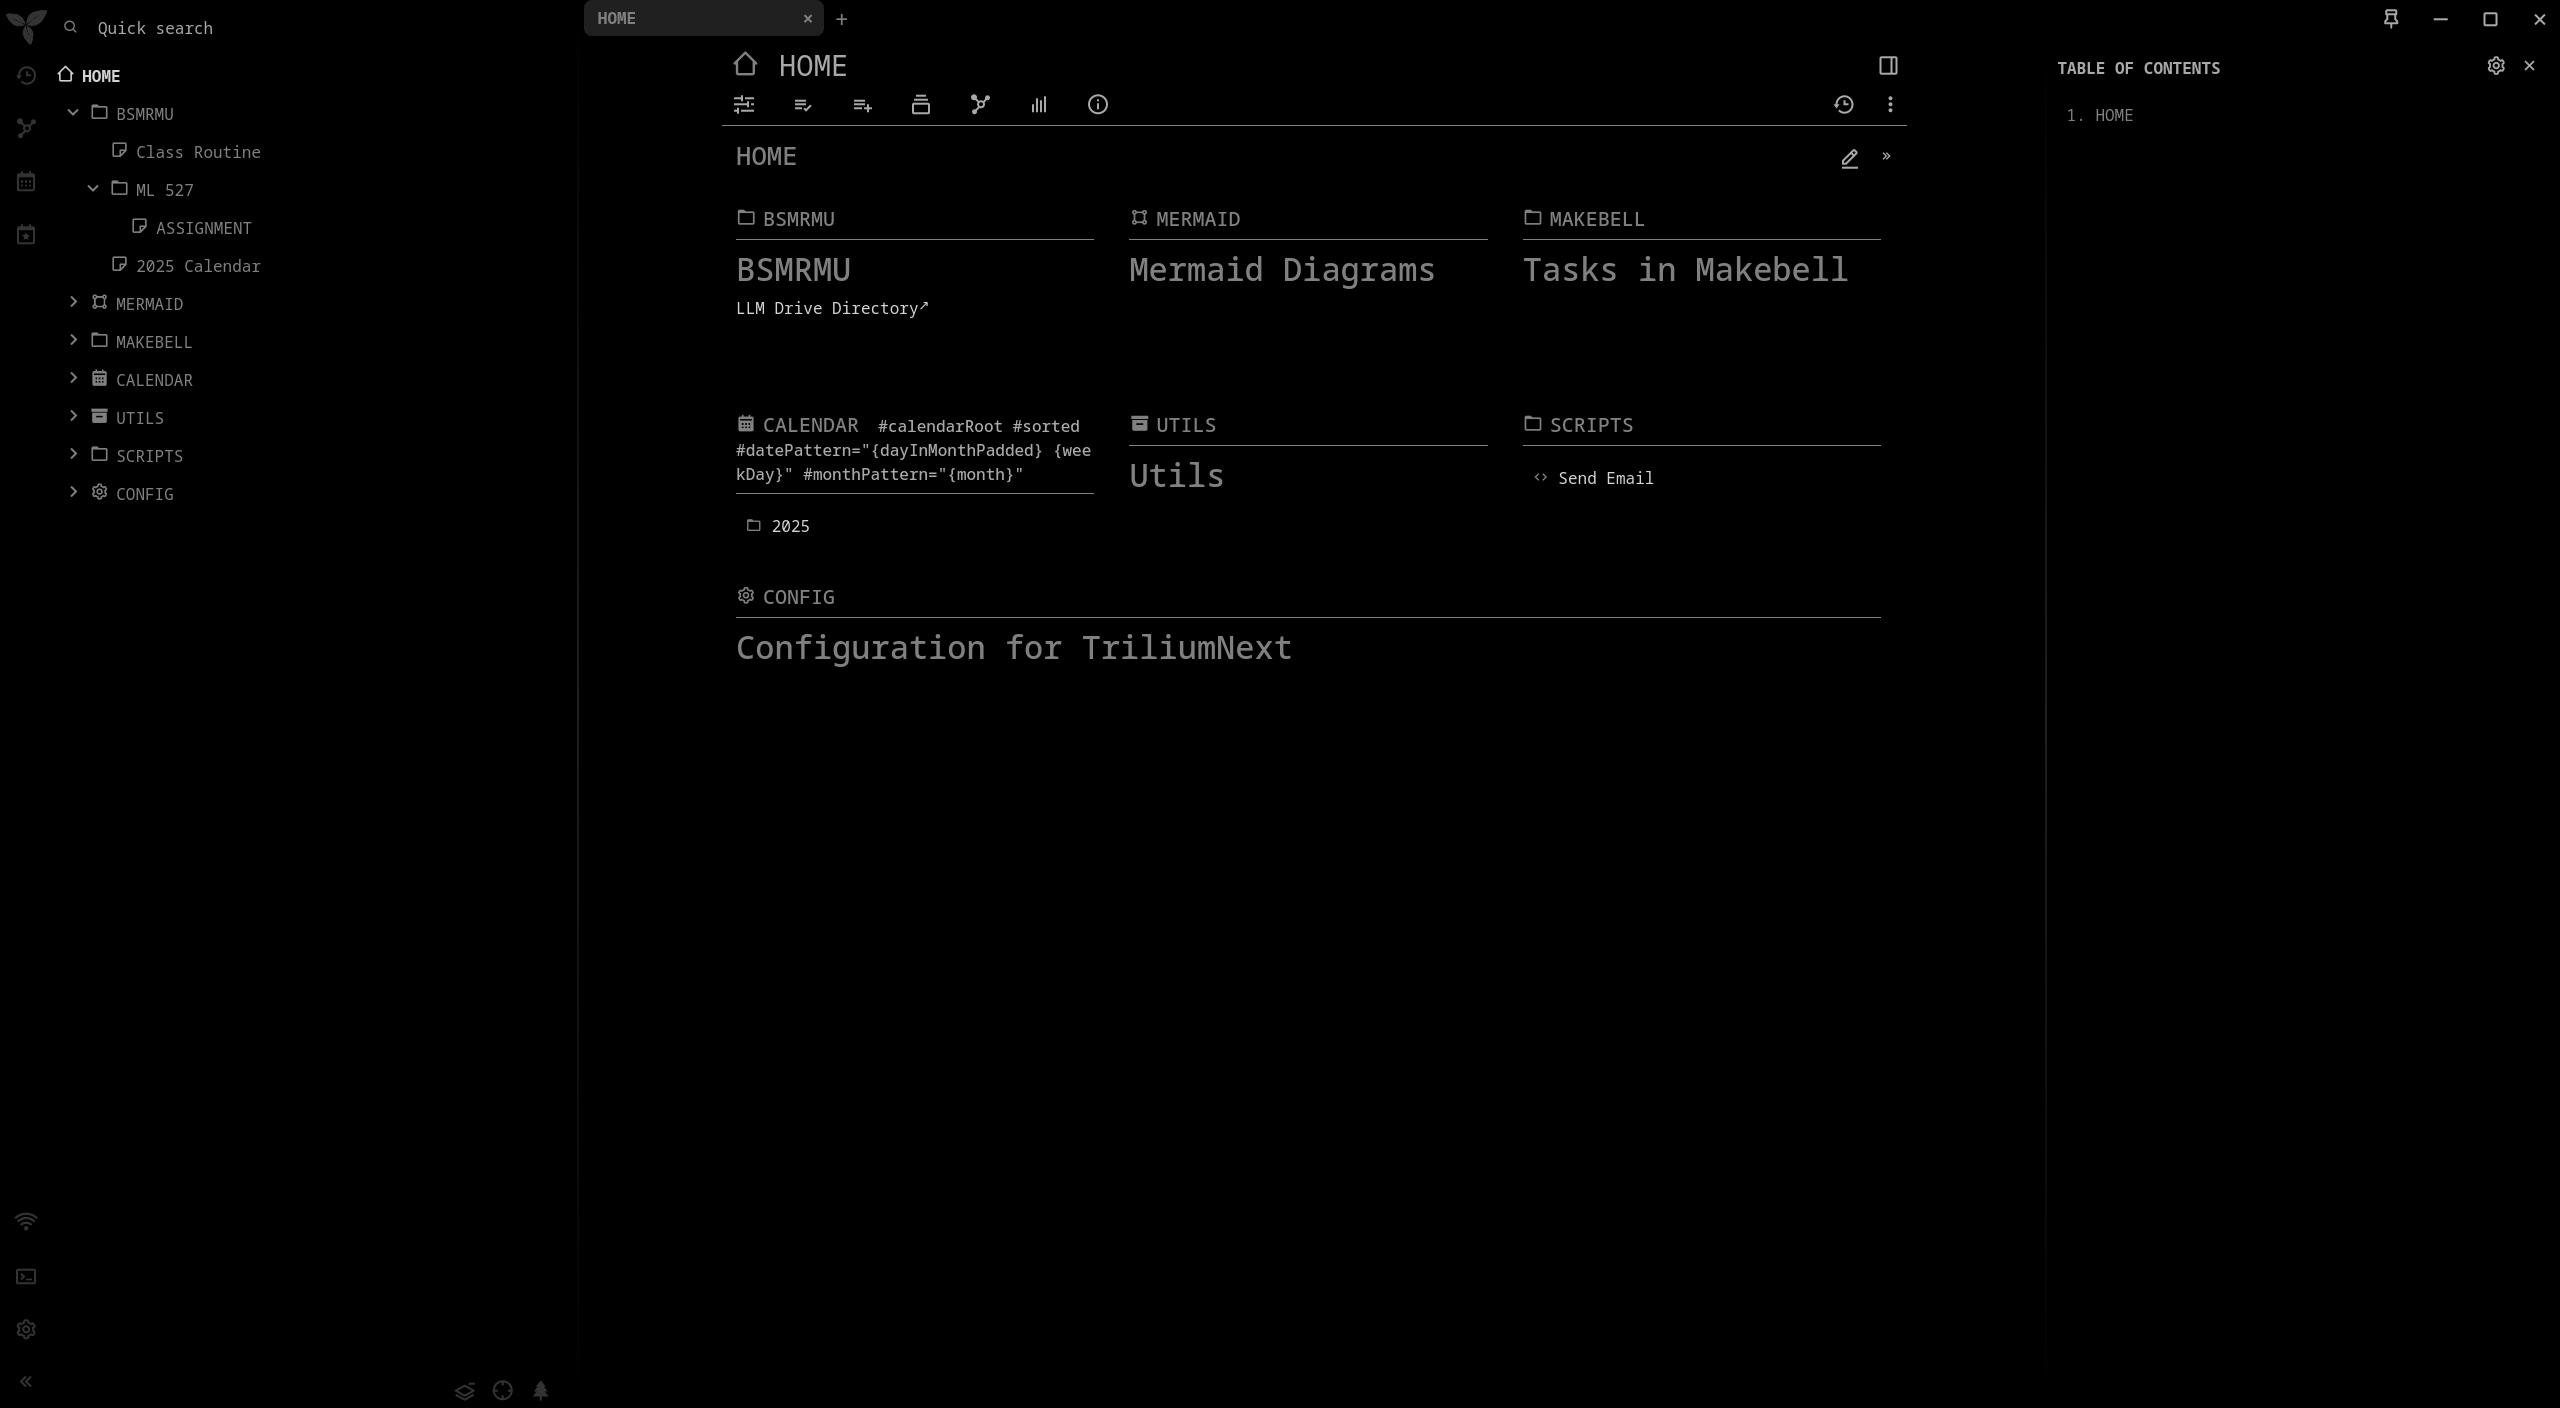 Quick search
HOME
BSMRMU
Class Routine
ML 527
ASSIGNMENT
2025 Calendar
MERMAID
MAKEBELL
CALENDAR
UTILS
SCRIPTS
CONFIG
HOME
HOME
HOME
BSMRMU
BSMRMU
LLM Drive Directory
MERMAID
Mermaid Diagrams
MAKEBELL
Tasks in Makebell
CALENDAR #calendarRoot #sorted
#datePattern="{dayInMonthPadded} {wee
kDay}" #monthPattern="{month}"
2025
UTILS
Utils
SCRIPTS
Send Email
CONFIG
Configuration for TriliumNext
TABLE OF CONTENTS
1. HOME